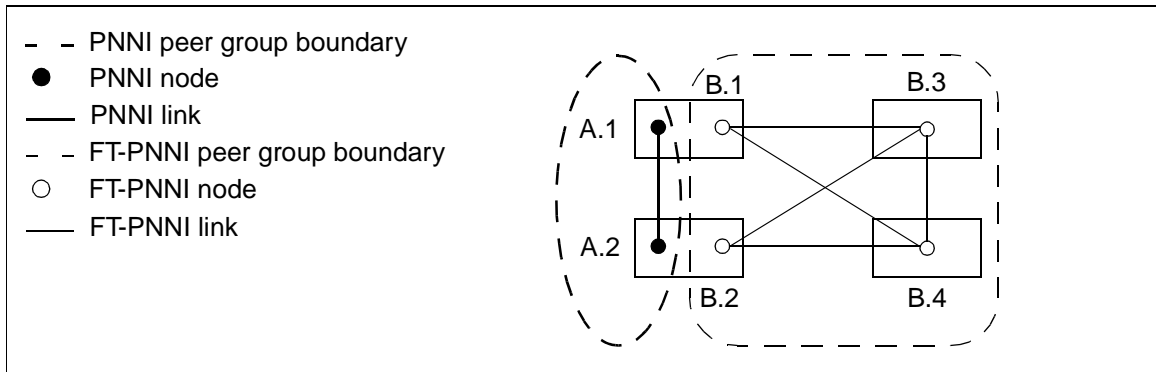 PNNI peer group boundary
PNNI node
PNNI link
FT-PNNI peer group boundary
FT-PNNI node
FT-PNNI link
B.1
B.3
A.1
A.2
B.2
B.4